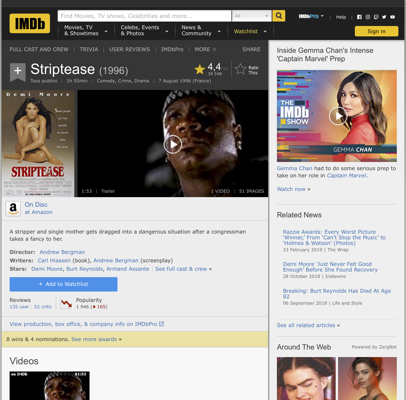 IMDb
Find Movies, TV shows, Celebrities and more...
All
IMDbPro
Help
Movies, TV
& Showtimes
Celebs, Events
& Photos
News &
Community
Watchlist
Sign in
FULL CAST AND CREW | TRIVIA | USER REVIEWS | IMDbPro | MORE
SHARE
Striptease (1996)
Tous publics | 1h 55min | Comedy, Crime, Drama | 7 August 1996 (France)
4,4
Rate
This
Demi Moore
STRIPTEASE
1:53 | Trailer
1 VIDEO | 51 IMAGES
On Disc
at Amazon
A stripper and single mother gets dragged into a dangerous situation after a congressman
takes a fancy to her.
Director: Andrew Bergman
Writers: Carl Hiaasen (book), Andrew Bergman (screenplay)
Stars: Demi Moore, Burt Reynolds, Armand Assante | See full cast & crew »
+ Add to Watchlist
Reviews
135 user | 52 critic
Popularity
1 946 (165)
View production, box office, & company info on IMDbPro
8 wins & 4 nominations. See more awards »
Videos
Inside Gemma Chan's Intense
'Captain Marvel' Prep
THE
IMDb
SHOW
GEMMA CHAN
Gemma Chan had to do some serious prep
to take on her role in Captain Marvel.
Watch now »
Related News
Razzie Awards: Every Worst Picture
'Winner,' From 'Can't Stop the Music' to
'Holmes & Watson' (Photos)
23 February 2019 | The Wrap
Demi Moore 'Just Never Felt Good
Enough' Before She Found Recovery
28 October 2018 | Indiewire
Breaking: Burt Reynolds Has Died At Age
82
06 September 2018 | Life and Style
See all related articles »
Around The Web | Powered by ZergNet